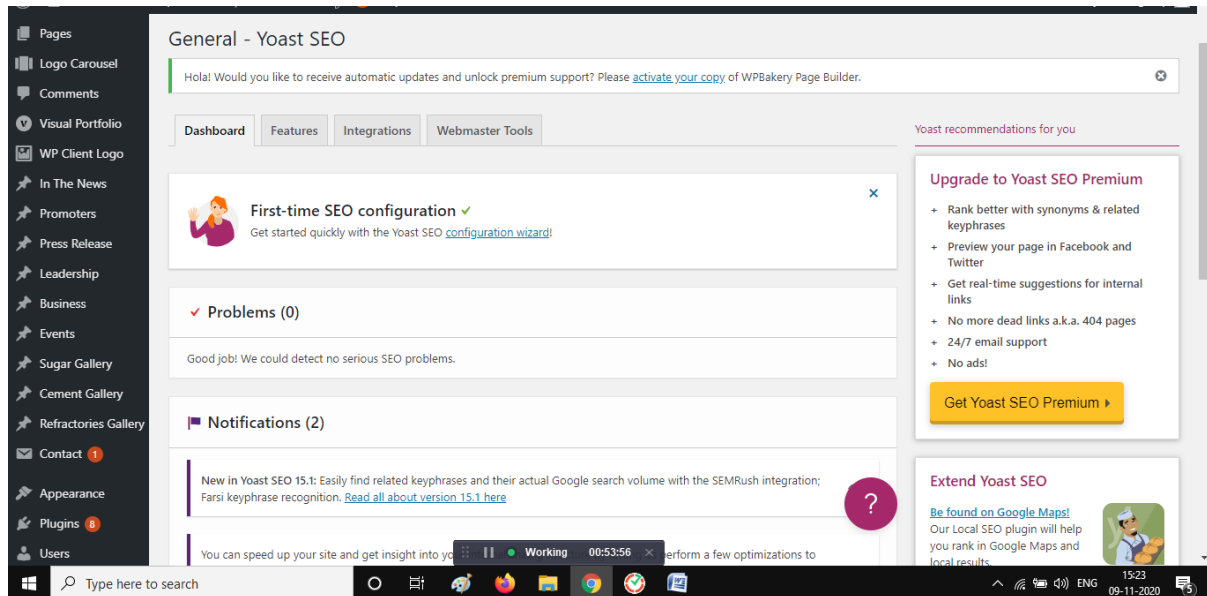 Pages
Logo Carousel
Comments
Visual Portfolio
WP Client Logo
In The News
Promoters
Press Release
Leadership
Business
Events
Sugar Gallery
Cement Gallery
Refractories Gallery
Contact 1
Appearance
Plugins 8
Users
General - Yoast SEO
Hola! Would you like to receive automatic updates and unlock premium support? Please activate your copy of WPBakery Page Builder.
Dashboard Features Integrations Webmaster Tools
First-time SEO configuration
Get started quickly with the Yoast SEO configuration wizard!
Problems (0)
Good job! We could detect no serious SEO problems.
Notifications (2)
New in Yoast SEO 15.1: Easily find related keyphrases and their actual Google search volume with the SEMRush integration;
Farsi keyphrase recognition. Read all about version 15.1 here
You can speed up your site and get insight into
perform a few optimizations to
Working 00:53:56
?
Yoast recommendations for you
Upgrade to Yoast SEO Premium
+ Rank better with synonyms & related
keyphrases
+ Preview your page in Facebook and
Twitter
+ Get real-time suggestions for internal
links
+ No more dead links a.k.a. 404 pages
+ 24/7 email support
+ No ads!
Get Yoast SEO Premium
Extend Yoast SEO
Be found on Google Maps!
Our Local SEO plugin will help
you rank in Google Maps and
local results.
Type here to search
ENG
15:23
09-11-2020
5